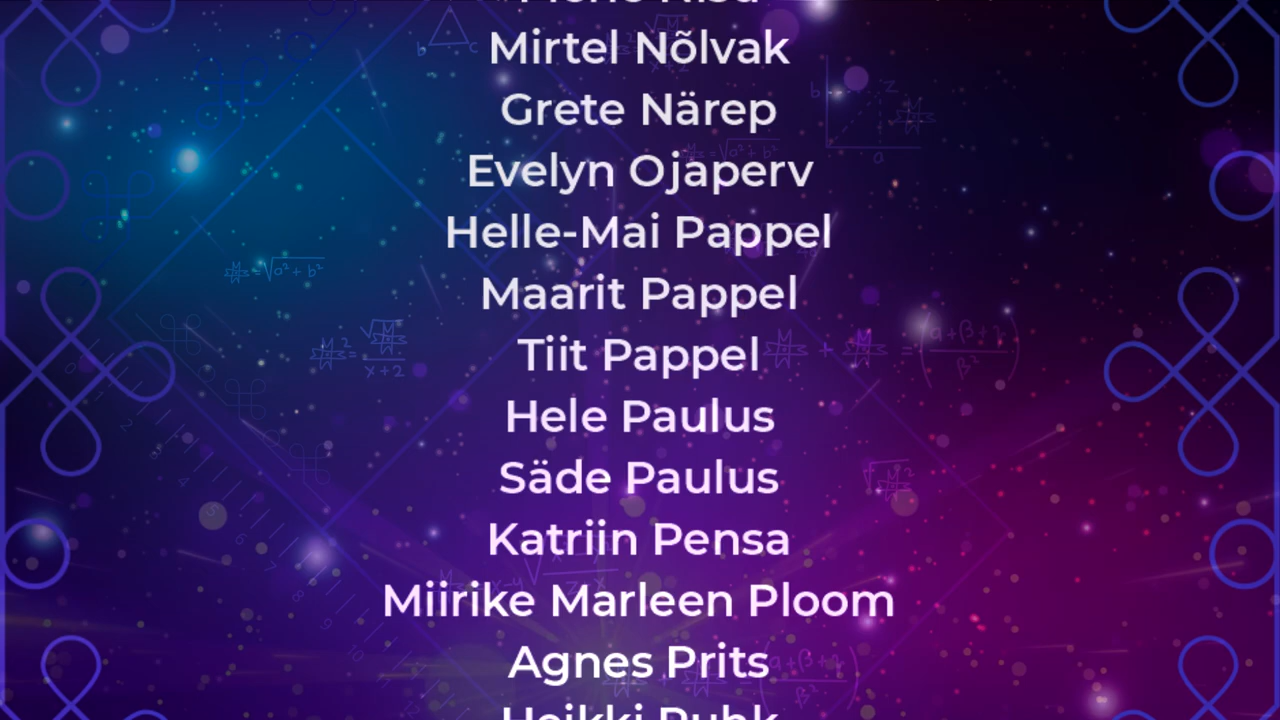 Mirtel Nõlvak
Grete Närep
Evelyn Ojaperv
Helle-Mai Pappel
Maarit Pappel
Tiit Pappel
Hele Paulus
Säde Paulus
Katriin Pensa
Miirike Marleen Ploom
Agnes Prits